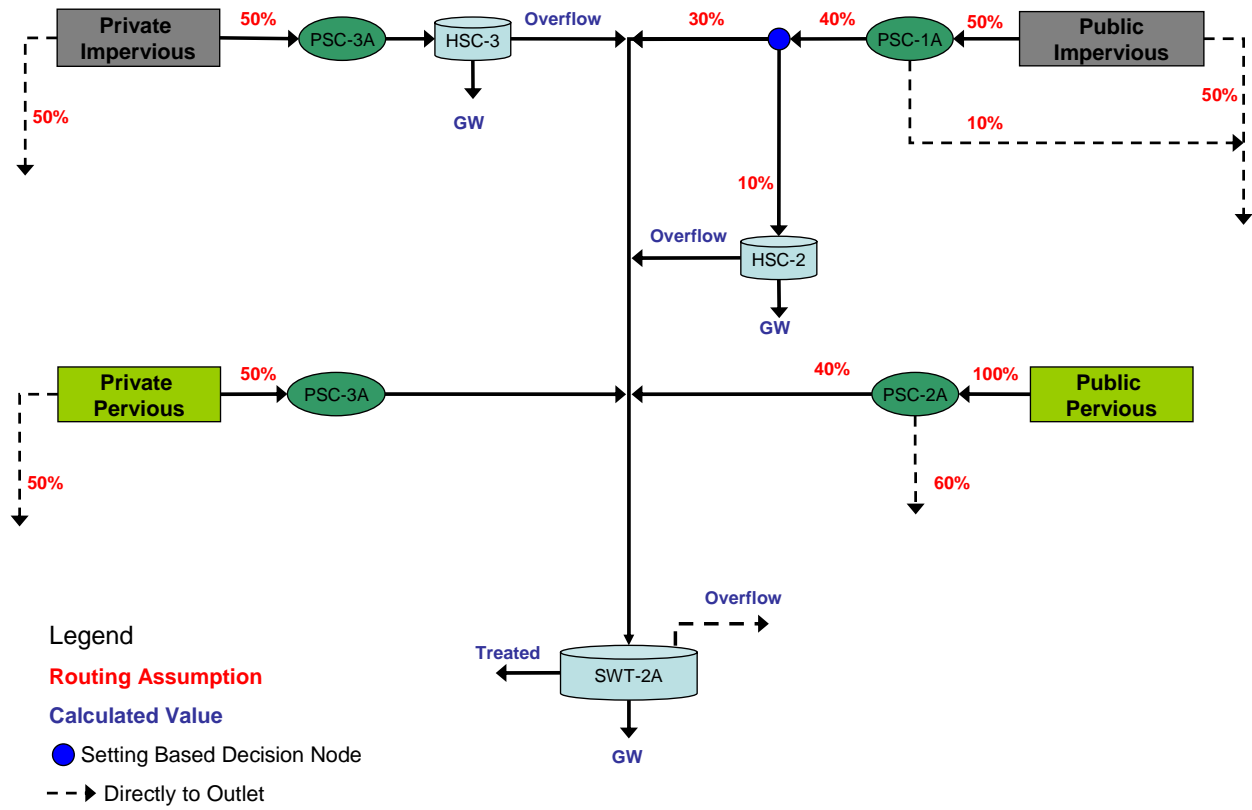 Private
Impervious
50%
PSC-3A
HSC-3
Overflow
30%
40%
PSC-1A
50%
Public
Impervious
50%
50%
GW
10%
10%
Overflow
HSC-2
GW
Private
Pervious
50%
PSC-3A
40%
PSC-2A
100%
Public
Pervious
50%
60%
Overflow
Treated
SWT-2A
GW
Legend
Routing Assumption
Calculated Value
Setting Based Decision Node
Directly to Outlet